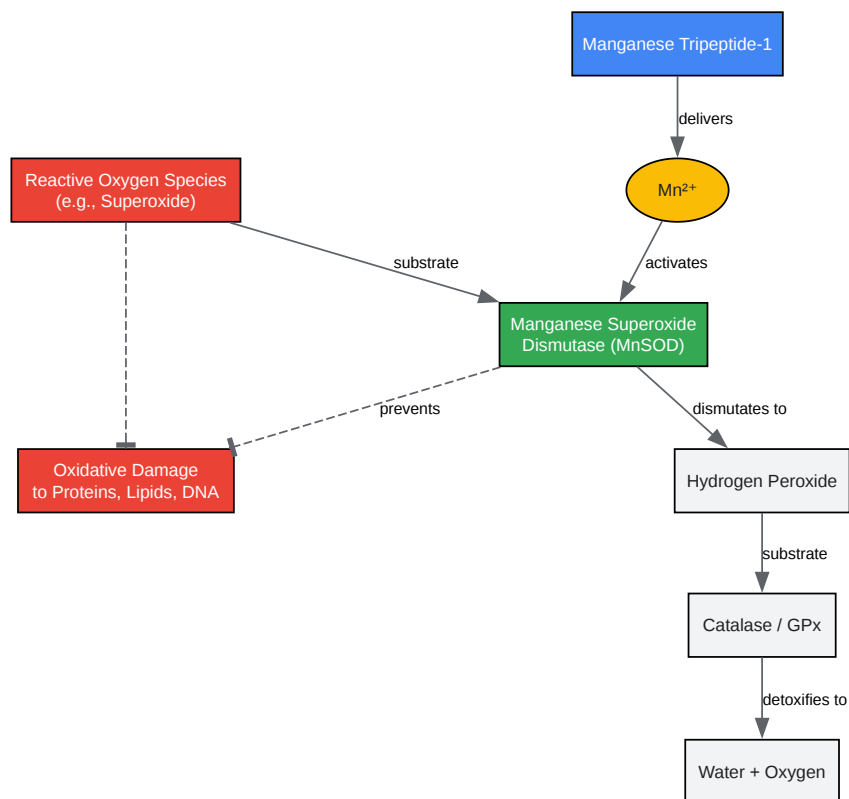 Manganese Tripeptide-1
delivers
Reactive Oxygen Species
(e.g., Superoxide)
Mn²⁺
substrate
activates
Manganese Superoxide
Dismutase (MnSOD)
prevents
dismutates to
Oxidative Damage
to Proteins, Lipids, DNA
Hydrogen Peroxide
substrate
Catalase / GPx
detoxifies to
Water + Oxygen